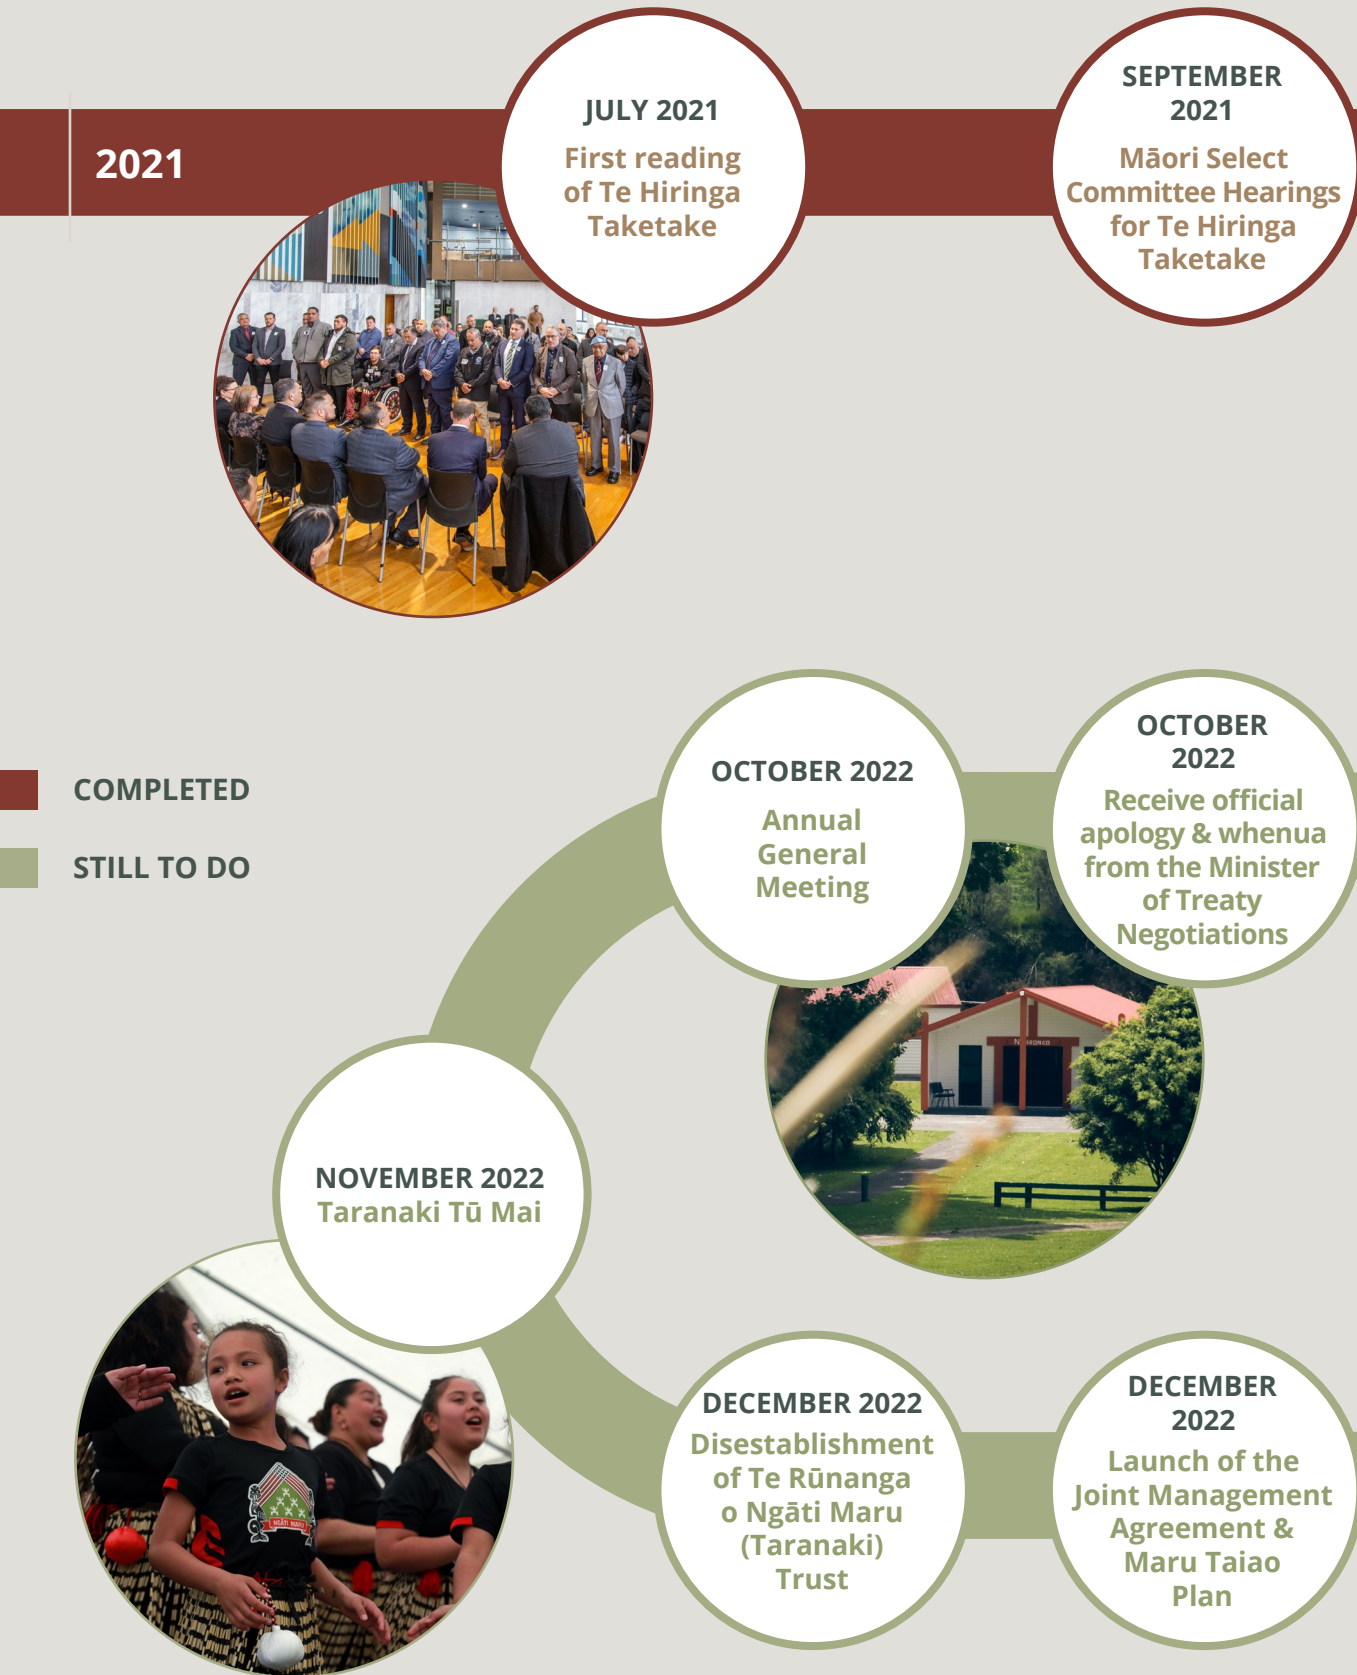 2021
JULY 2021
First reading
of Te Hiringa
Taketake
SEPTEMBER
2021
Māori Select
Committee Hearings
for Te Hiringa
Taketake
COMPLETED
STILL TO DO
OCTOBER 2022
Annual
General
Meeting
OCTOBER
2022
Receive official
apology & whenua
from the Minister
of Treaty
Negotiations
NOVEMBER 2022
Taranaki Tū Mai
NGĀTI MARU
DECEMBER 2022
Disestablishment
of Te Rūnanga
o Ngāti Maru
(Taranaki)
Trust
DECEMBER
2022
Launch of the
Joint Management
Agreement &
Maru Taiao
Plan